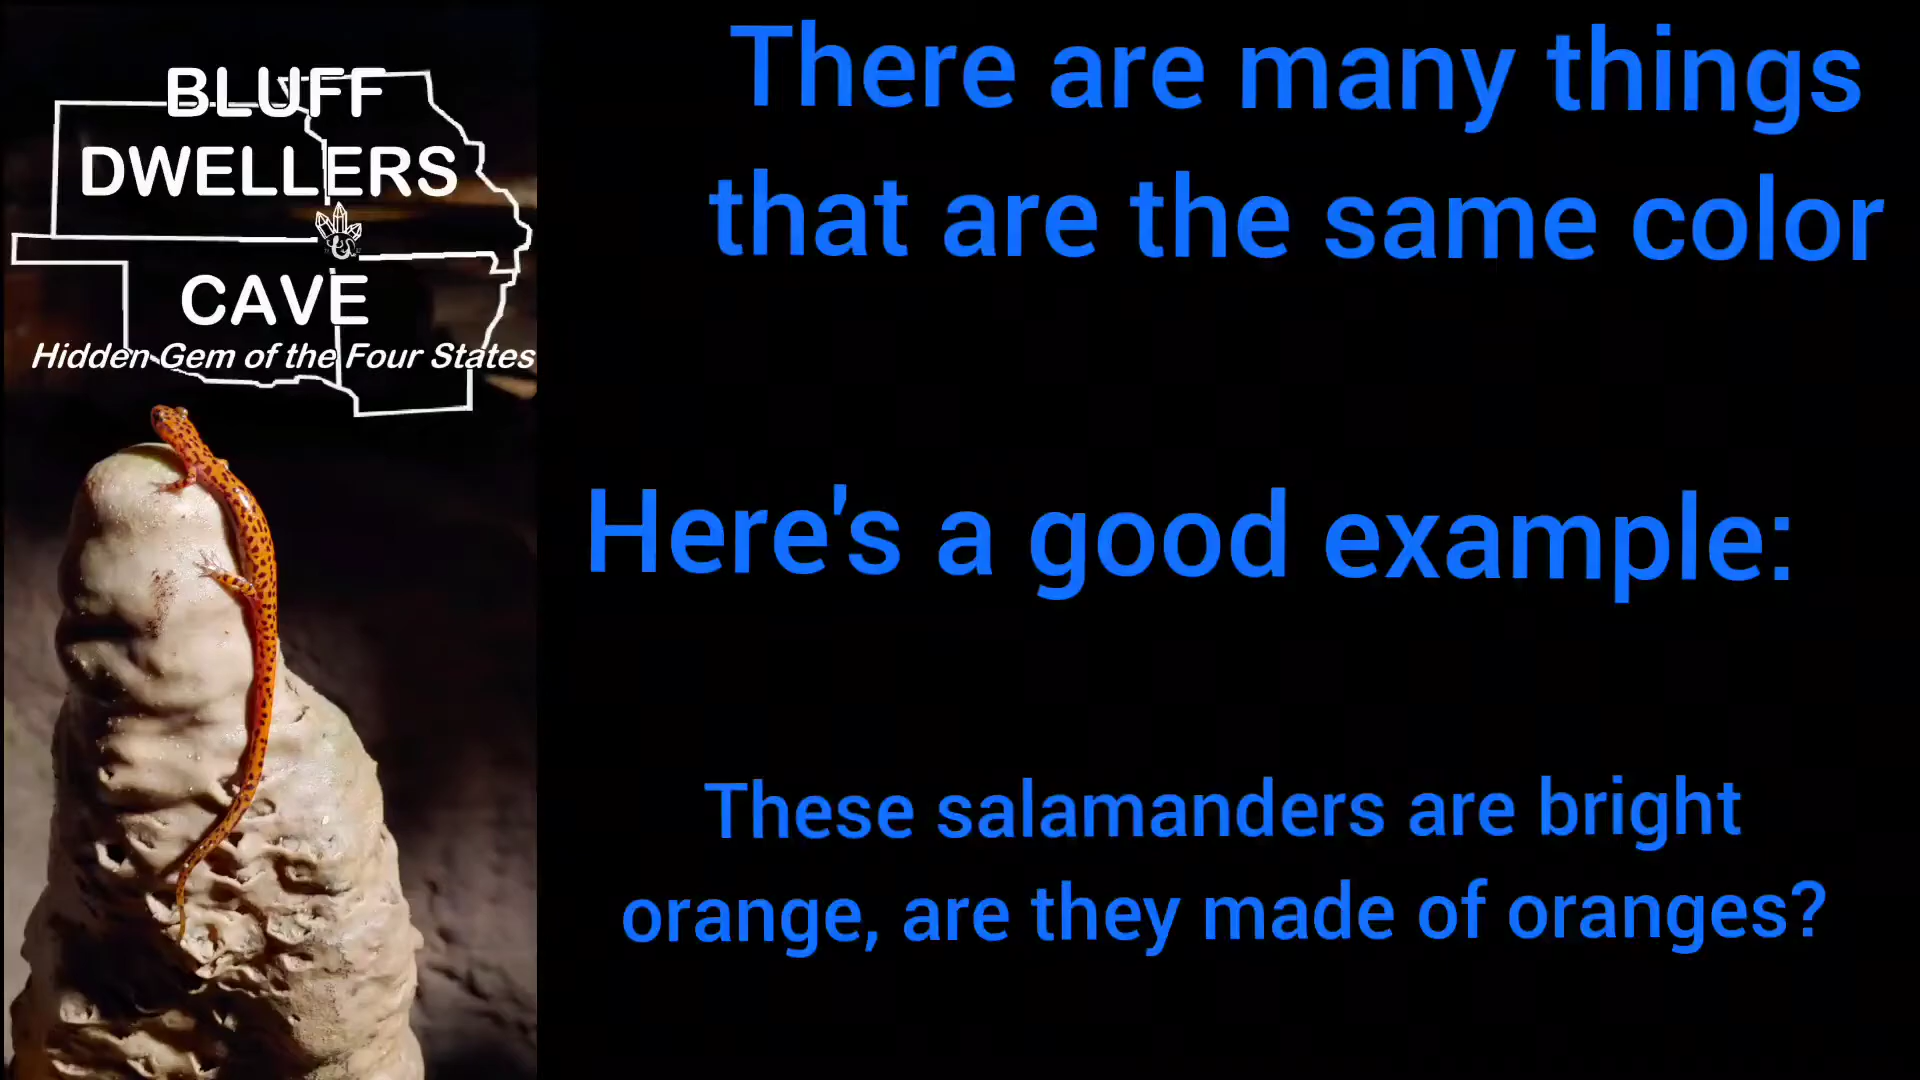 BLUFF
DWELLERS
CAVE
Hidden Gem of the Four States
There are many things
that are the same color
Here's a good example:
These salamanders are bright
orange, are they made of oranges?